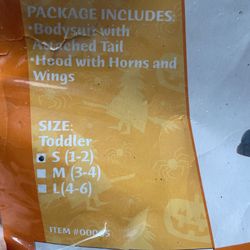 PACKAGE INCLUDES:
•Bodysuit with
Attached Tail
•Hood with Horns and
Wings
SIZE:
Toddler
S (1-2)
M (3-4)
L(4-6)
ITEM